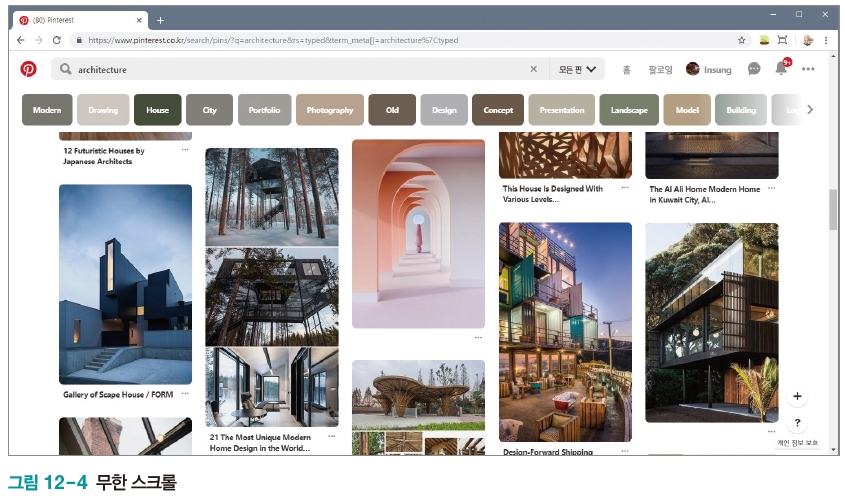 (80) Pinterest
https://www.pinterest.co.kr/search/pins/?q=architecture&rs=typed&term_meta[]=architecture%7Ctyped
architecture
모든 핀
홈
팔로잉
Insung
9+
Modern
Drawing
House
City
Portfolio
Photography
Old
Design
Concept
Presentation
Landscape
Model
Building
12 Futuristic Houses by
Japanese Architects
This House Is Designed With
Various Levels...
The Al Ali Home Modern Home
in Kuwait City, Al...
Gallery of Scape House / FORM
21 The Most Unique Modern
Home Design in the World...
Design-Forward Shipping
?
개인 정보 보호
그림 12-4 무한 스크롤